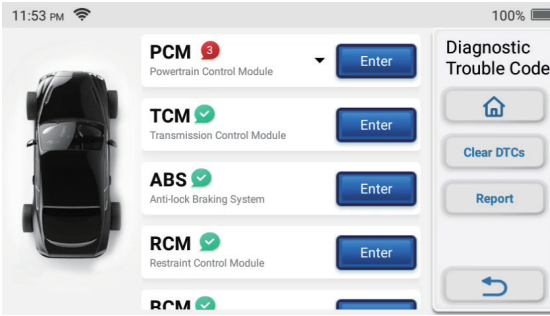 11:53 PM
100%
PCM 3
Powertrain Control Module
Enter
TCM
Transmission Control Module
Enter
ABS
Anti-lock Braking System
Enter
RCM
Restraint Control Module
Enter
BCM
Diagnostic
Trouble Code
Clear DTCs
Report